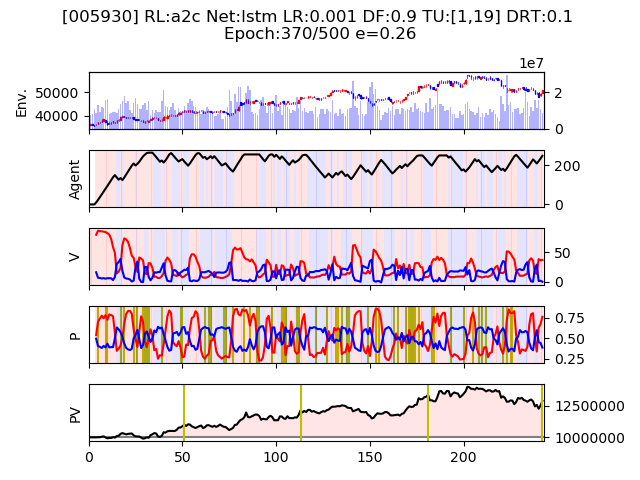 [005930] RL:a2c Net:lstm LR:0.001 DF:0.9 TU:[1,19] DRT:0.1
Epoch:370/500 e=0.26
1e7
Env.
50000
40000
2
0
Agent
200
0
V
50
0
P
0.75
0.50
0.25
PV
12500000
10000000
0 50 100 150 200